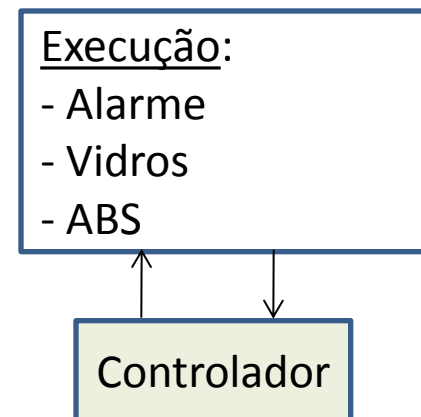 Execução:
- Alarme
- Vidros
- ABS
Controlador